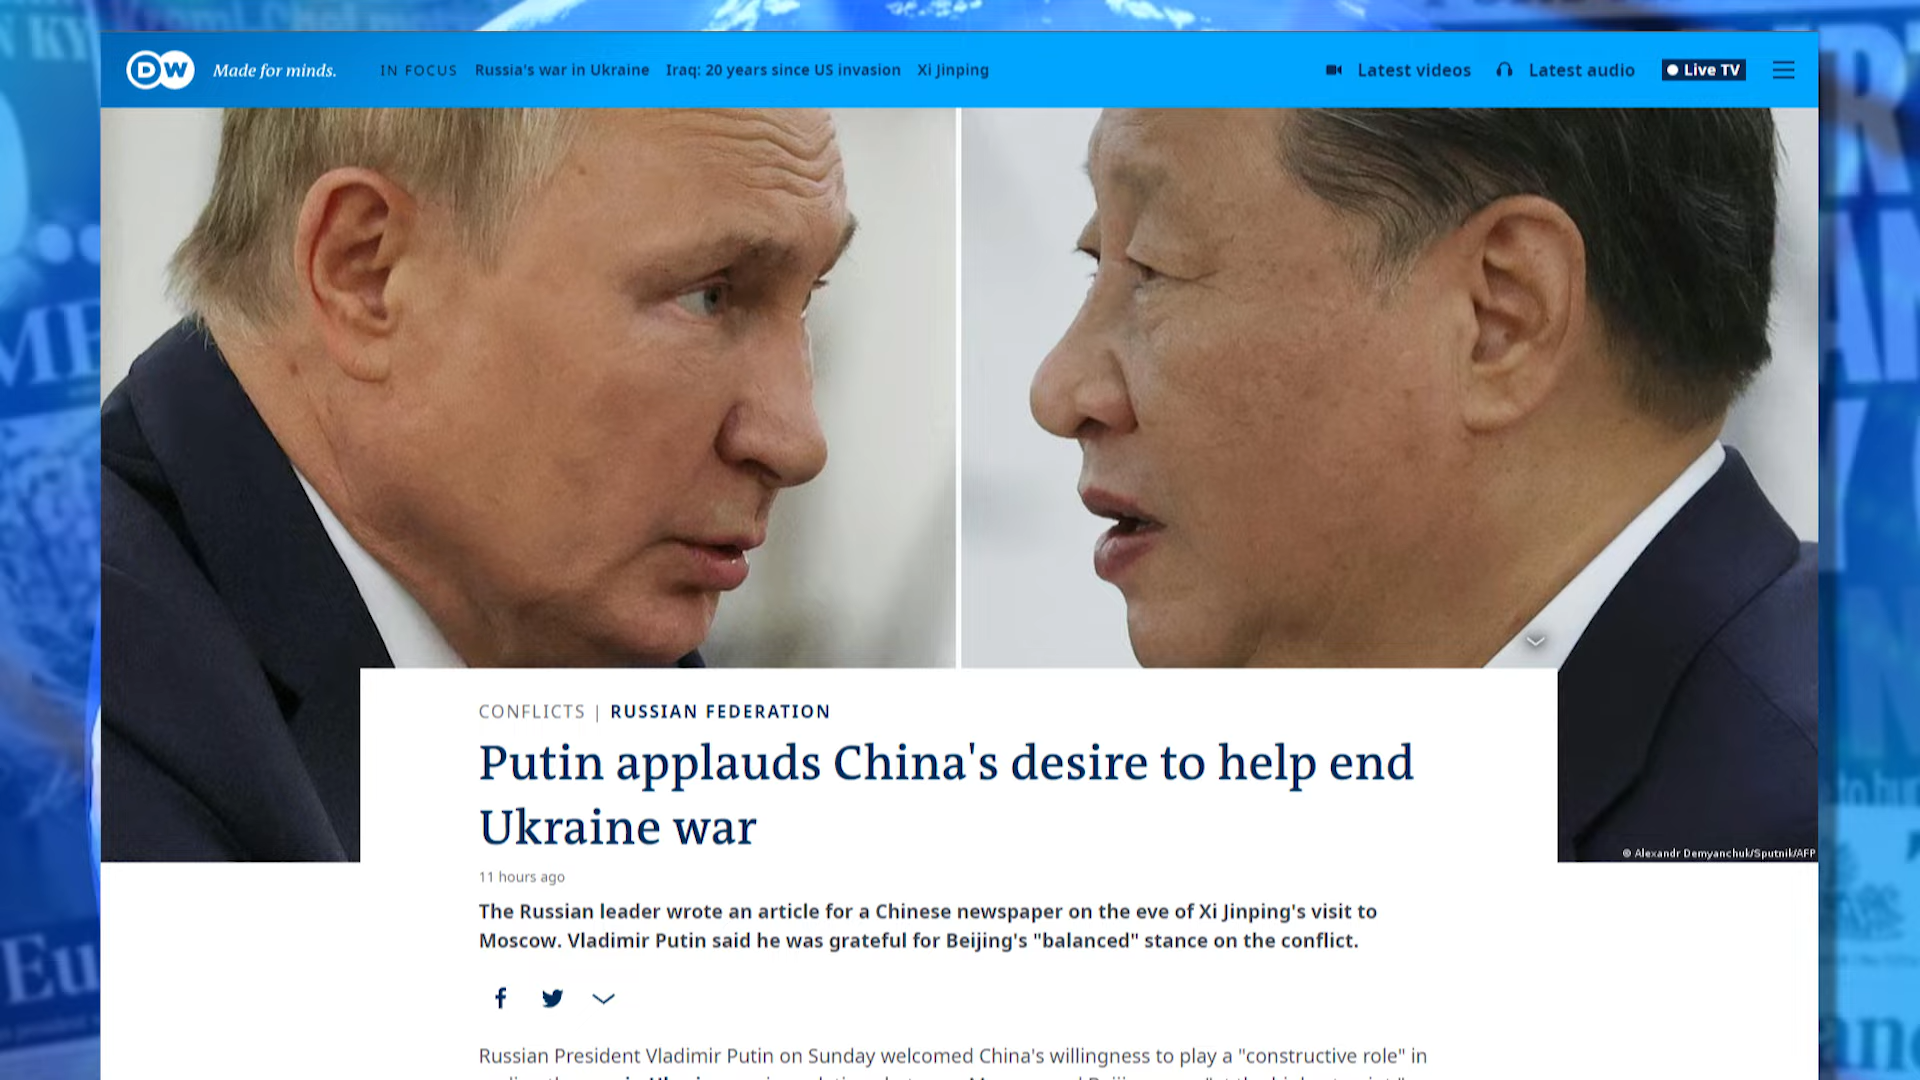 DW Made for minds. IN FOCUS Russia's war in Ukraine Iraq: 20 years since US invasion Xi Jinping Latest videos Latest audio Live TV
© Alexandr Demyanchuk/Sputnik/AFP
CONFLICTS | RUSSIAN FEDERATION
Putin applauds China's desire to help end
Ukraine war
11 hours ago
The Russian leader wrote an article for a Chinese newspaper on the eve of Xi Jinping's visit to
Moscow. Vladimir Putin said he was grateful for Beijing's "balanced" stance on the conflict.
Russian President Vladimir Putin on Sunday welcomed China's willingness to play a "constructive role" in